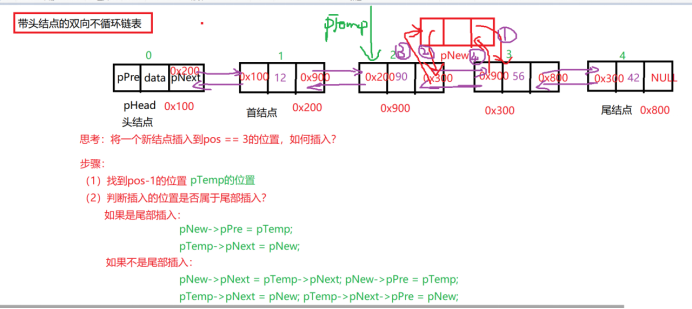 带头结点的双向不循环链表
pTemp
pNew
①
② ③ ④
0 1 2 3 4
pPre data pNext 0x200
0x100 12 0x900
0x200 90 0x300
0x900 56 0x800
0x300 42 NULL
pHead 0x100
头结点
首结点 0x200
0x900
0x300
尾结点 0x800
思考：将一个新结点插入到pos == 3的位置，如何插入？
步骤：
（1）找到pos-1的位置 pTemp的位置
（2）判断插入的位置是否属于尾部插入？
如果是尾部插入：
pNew->pPre = pTemp;
pTemp->pNext = pNew;
如果不是尾部插入：
pNew->pNext = pTemp->pNext; pNew->pPre = pTemp;
pTemp->pNext = pNew; pTemp->pNext->pPre = pNew;